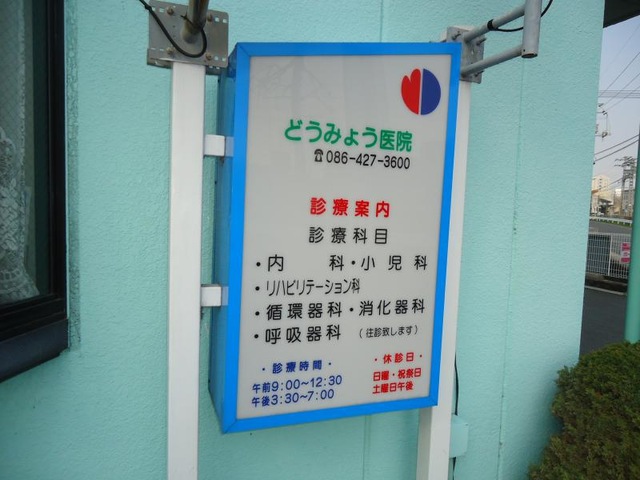 どうみょう医院
☎086-427-3600
診療案内
診療科目
・内　科・小児科
・リハビリテーション科
・循環器科・消化器科
・呼吸器科（往診致します）
・診療時間・
午前9:00～12:30
午後3:30～7:00
・休診日・
日曜・祝祭日
土曜日午後